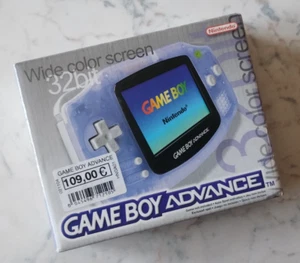 Wide color screen
32bit
Nintendo
GAME BOY
Nintendo
GAME BOY ADVANCE
wide color screen
GAME BOY ADVANCE
109,00 €
GAME BOY ADVANCE™